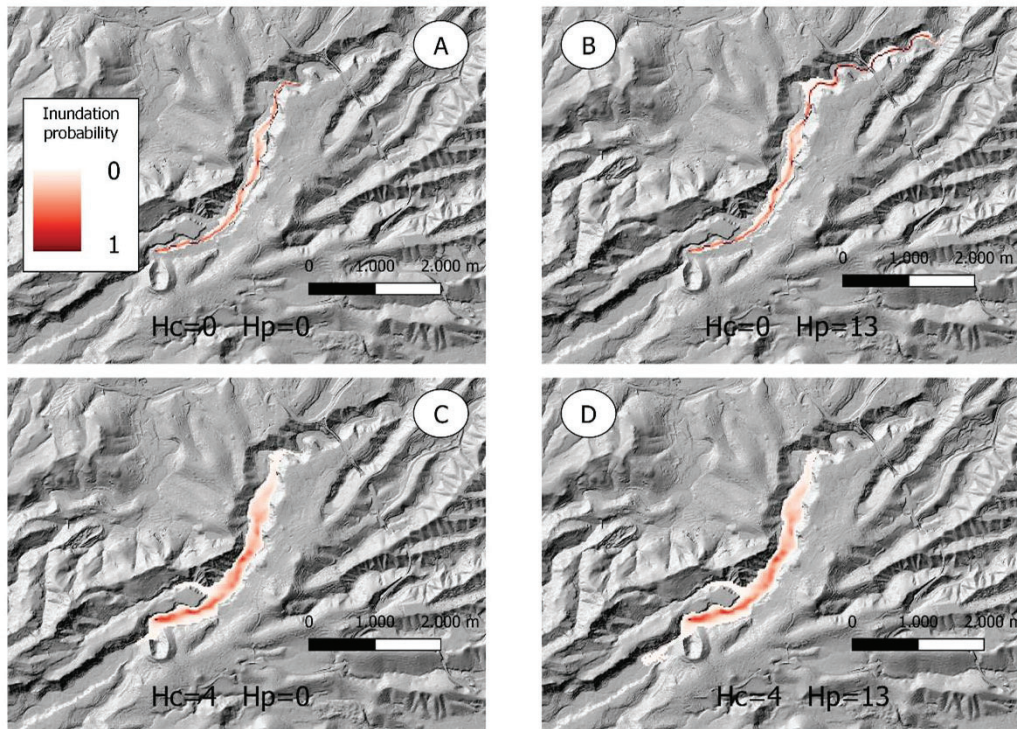 A
B
Inundation
probability
0
1
0 1.000 2.000 m
Hc=0 Hp=0
0 1.000 2.000 m
Hc=0 Hp=13
C
D
0 1.000 2.000 m
Hc=4 Hp=0
0 1.000 2.000 m
Hc=4 Hp=13